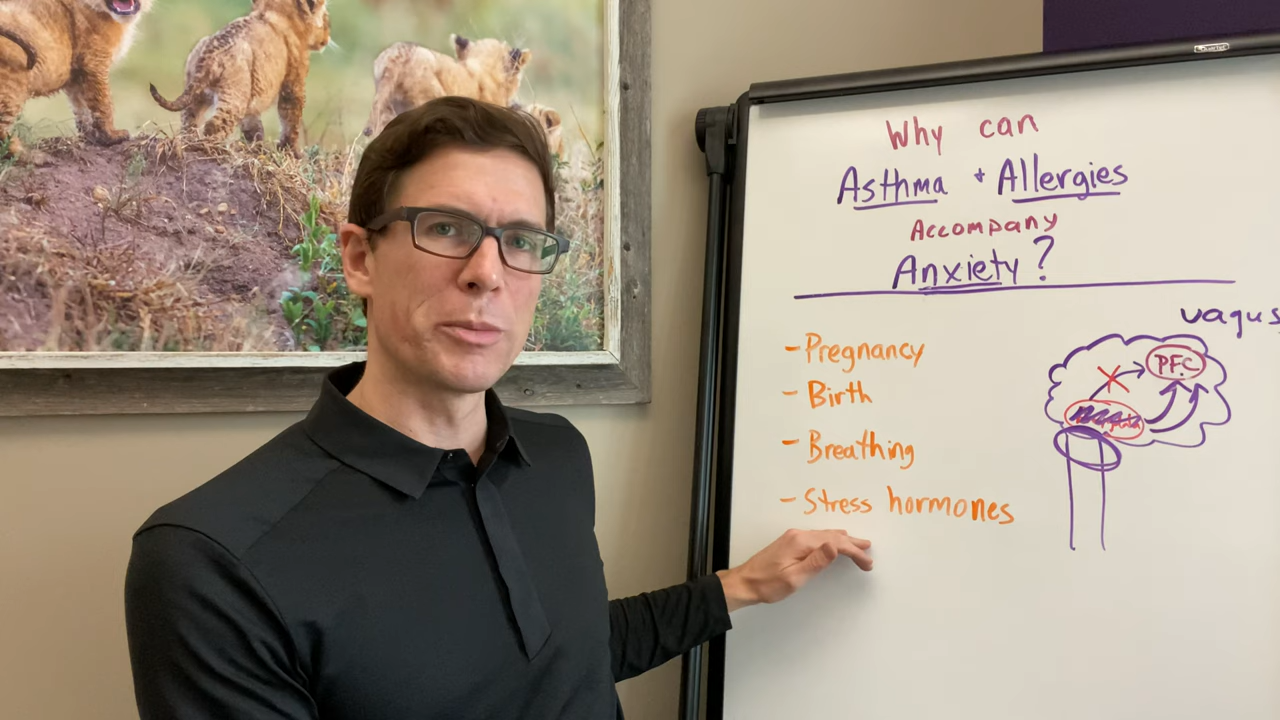 Why can
Asthma + Allergies
Accompany
Anxiety?
vagus
- Pregnancy
- Birth
- Breathing
- Stress hormones
PFC